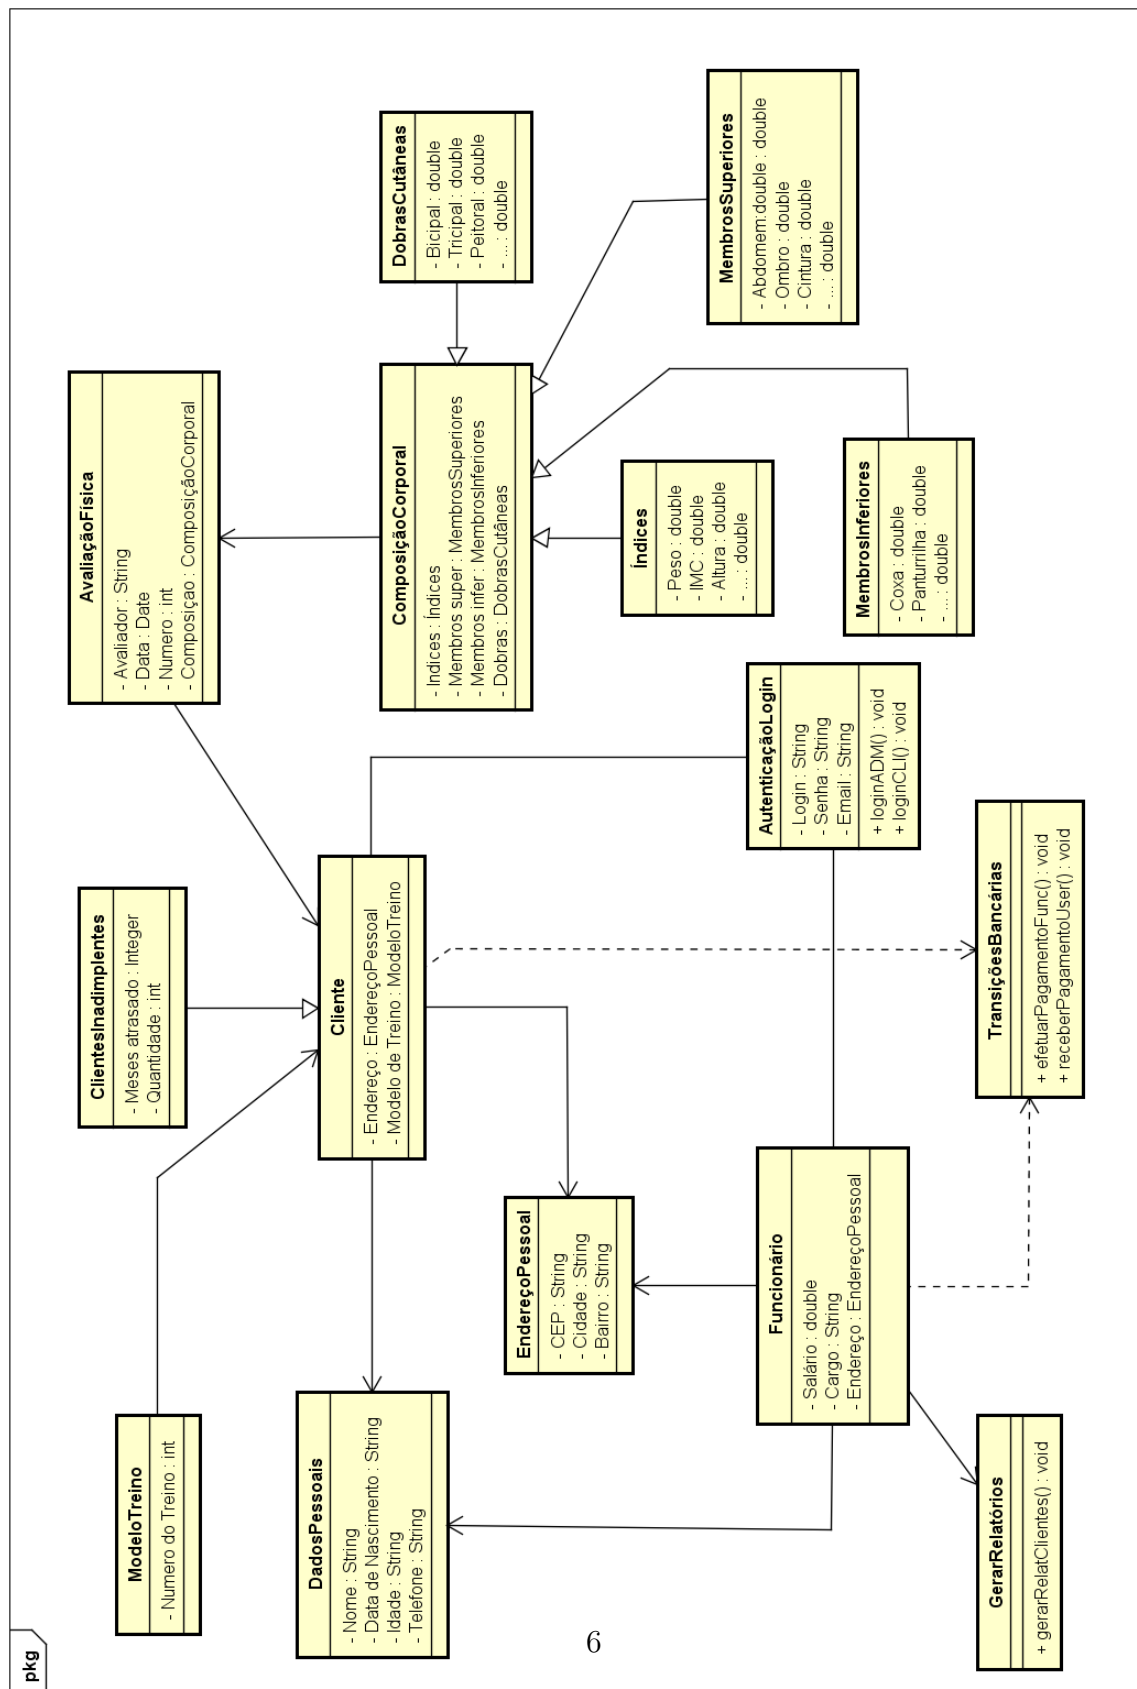 pkg
ModeloTreino
- Numero do Treino : int
ClientesInadimplentes
- Meses atrasado : Integer
- Quantidade : int
AvaliaçãoFísica
- Avaliador : String
- Data : Date
- Numero : int
- Composiçao : ComposiçãoCorporal
DadosPessoais
- Nome : String
- Data de Nascimento : String
- Idade : String
- Telefone : String
Cliente
- Endereço : EndereçoPessoal
- Modelo de Treino : ModeloTreino
ComposiçãoCorporal
- Indices : Índices
- Membros super : MembrosSuperiores
- Membros infer : MembrosInferiores
- Dobras : DobrasCutâneas
DobrasCutâneas
- Bicipal : double
- Tricipal : double
- Peitoral : double
- ... : double
EndereçoPessoal
- CEP : String
- Cidade : String
- Bairro : String
Índices
- Peso : double
- IMC : double
- Altura : double
- ... : double
MembrosSuperiores
- Abdomem:double : double
- Ombro : double
- Cintura : double
- ... : double
Funcionário
- Salário : double
- Cargo : String
- Endereço : EndereçoPessoal
AutenticaçãoLogin
- Login : String
- Senha : String
- Email : String
+ loginADM() : void
+ loginCLI() : void
MembrosInferiores
- Coxa : double
- Panturrilha : double
- ... : double
GerarRelatórios
+ gerarRelatClientes() : void
TransiçõesBancárias
+ efetuarPagamentoFunc() : void
+ receberPagamentoUser() : void
6